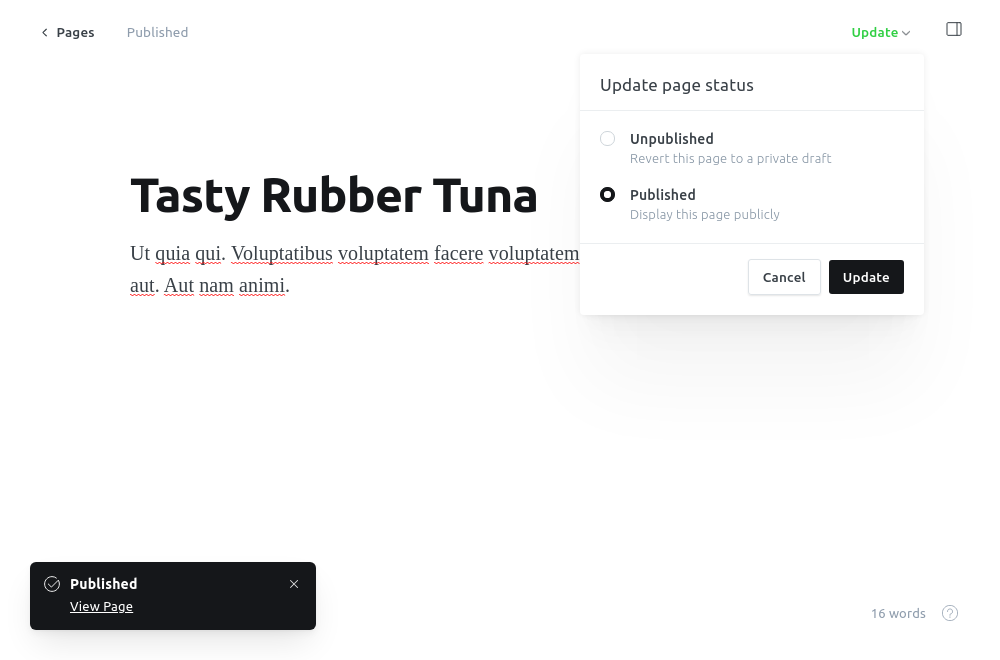 Pages
Published
Update
Update page status
Unpublished
Revert this page to a private draft
Published
Display this page publicly
Cancel
Update
Tasty Rubber Tuna
Ut quia qui. Voluptatibus voluptatem facere voluptatem
aut. Aut nam animi.
Published
View Page
16 words
?